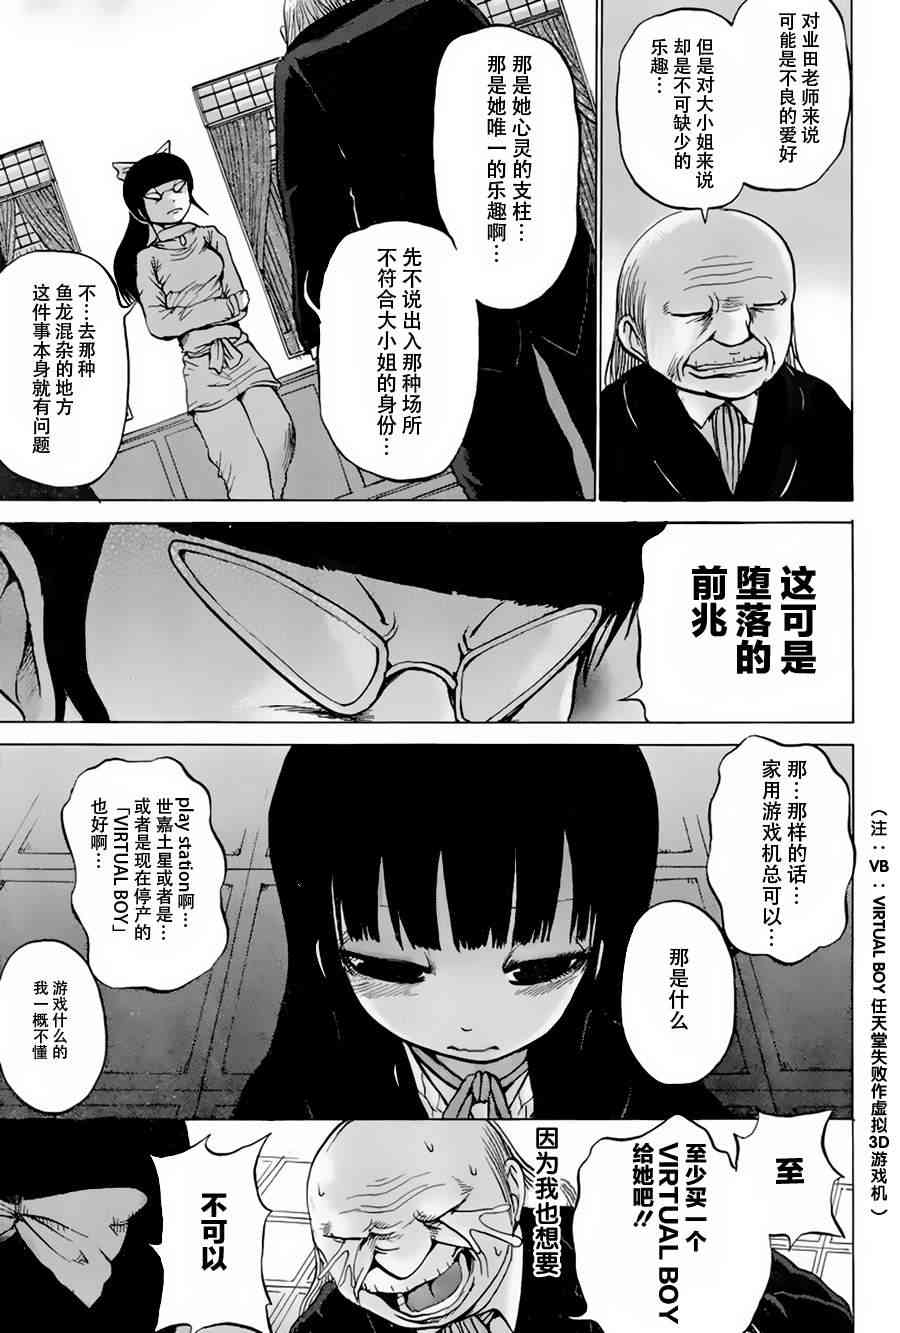 对业田老师来说
可能是不良的爱好
但是对大小姐来说
却是不可缺少的
乐趣…
那是她心灵的支柱…
那是她唯一的乐趣啊…
先不说出入那种场所
不符合大小姐的身份…
不…去那种
鱼龙混杂的地方
这件事本身就有问题
这可是
堕落的
前兆
那…那样的话…
家用游戏机总可以…
那是什么
play station啊…
世嘉土星或者是…
或者是现在停产的
「VIRTUAL BOY」
也好啊…
游戏什么的
我一概不懂
至
至少买一个
VIRTUAL BOY
给她吧!!
因为我也想要
不可以
（注：VB：VIRTUAL BOY 任天堂失败作虚拟3D游戏机）